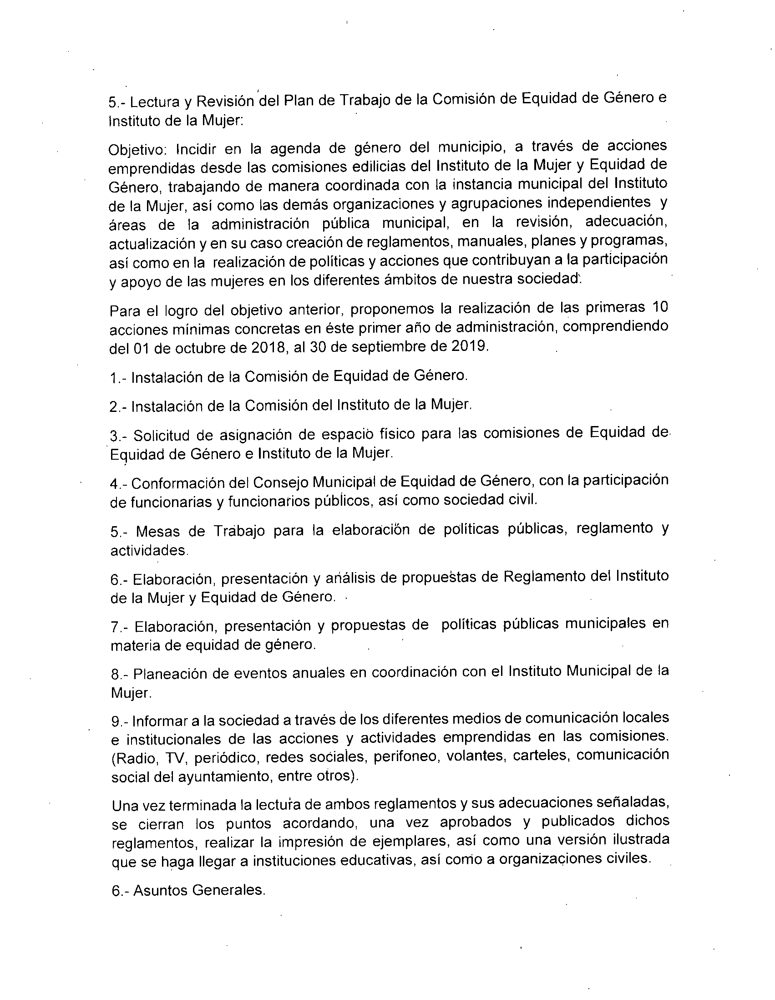 5.- Lectura y Revisión del Plan de Trabajo de la Comisión de Equidad de Género e
Instituto de la Mujer:
Objetivo: Incidir en la agenda de género del municipio, a través de acciones
emprendidas desde las comisiones edilicias del Instituto de la Mujer y Equidad de
Género, trabajando de manera coordinada con la instancia municipal del Instituto
de la Mujer, así como las demás organizaciones y agrupaciones independientes y
áreas de la administración pública municipal, en la revisión, adecuación,
actualización y en su caso creación de reglamentos, manuales, planes y programas,
así como en la realización de políticas y acciones que contribuyan a la participación
y apoyo de las mujeres en los diferentes ámbitos de nuestra sociedad.
Para el logro del objetivo anterior, proponemos la realización de las primeras 10
acciones mínimas concretas en éste primer año de administración, comprendiendo
del 01 de octubre de 2018, al 30 de septiembre de 2019.
1.- Instalación de la Comisión de Equidad de Género.
2.- Instalación de la Comisión del Instituto de la Mujer.
3.- Solicitud de asignación de espacio físico para las comisiones de Equidad de
Equidad de Género e Instituto de la Mujer.
4.- Conformación del Consejo Municipal de Equidad de Género, con la participación
de funcionarias y funcionarios públicos, así como sociedad civil.
5.- Mesas de Trabajo para la elaboración de políticas públicas, reglamento y
actividades.
6.- Elaboración, presentación y análisis de propuestas de Reglamento del Instituto
de la Mujer y Equidad de Género.
7.- Elaboración, presentación y propuestas de políticas públicas municipales en
materia de equidad de género.
8.- Planeación de eventos anuales en coordinación con el Instituto Municipal de la
Mujer.
9.- Informar a la sociedad a través de los diferentes medios de comunicación locales
e institucionales de las acciones y actividades emprendidas en las comisiones.
(Radio, TV, periódico, redes sociales, perifoneo, volantes, carteles, comunicación
social del ayuntamiento, entre otros).
Una vez terminada la lectura de ambos reglamentos y sus adecuaciones señaladas,
se cierran los puntos acordando, una vez aprobados y publicados dichos
reglamentos, realizar la impresión de ejemplares, así como una versión ilustrada
que se haga llegar a instituciones educativas, así como a organizaciones civiles.
6.- Asuntos Generales.